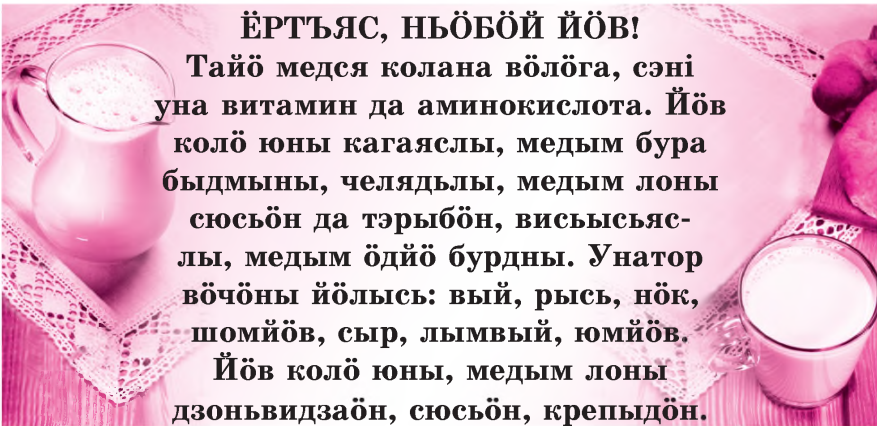 ЁРТЪЯС, НЬӦБӦЙ ЙӦВ!
Тайӧ медся колана вӧлӧга, сэні
уна витамин да аминокислота. Йӧв
колӧ юны кагаяслы, медым бура
быдмыны, челядьлы, медым лоны
сюсьӧн да тэрыбӧн, висьысьяс-
лы, медым ӧдйӧ бурдны. Унатор
вӧчӧны йӧлысь: вый, рысь, нӧк,
шомйӧв, сыр, лымвый, юмйӧв.
Йӧв колӧ юны, медым лоны
дзоньвидзаӧн, сюсьӧн, крепыдӧн.